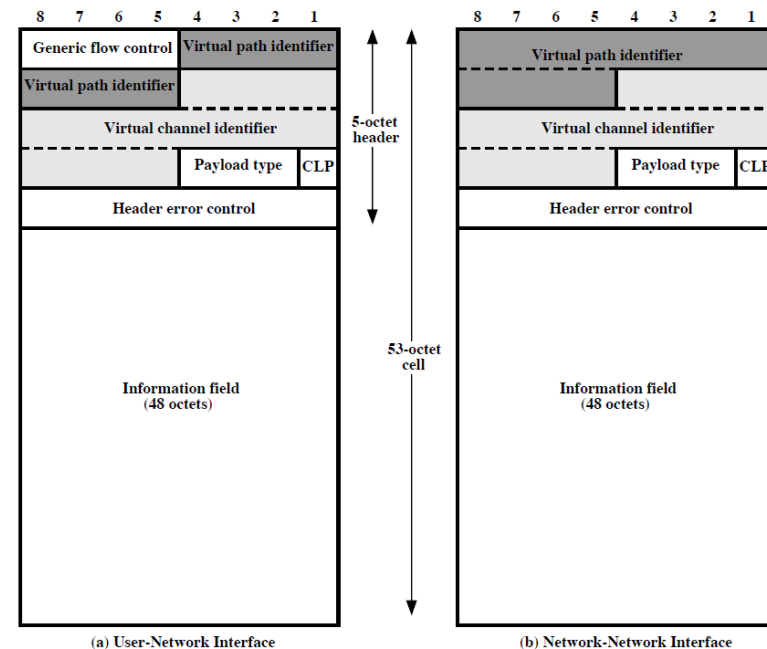 8 7 6 5 4 3 2 1
Generic flow control
Virtual path identifier
Virtual path identifier
Virtual channel identifier
Payload type
CLP
Header error control
Information field
(48 octets)
(a) User-Network Interface
5-octet
header
53-octet
cell
8 7 6 5 4 3 2 1
Virtual path identifier
Virtual channel identifier
Payload type
CLP
Header error control
Information field
(48 octets)
(b) Network-Network Interface